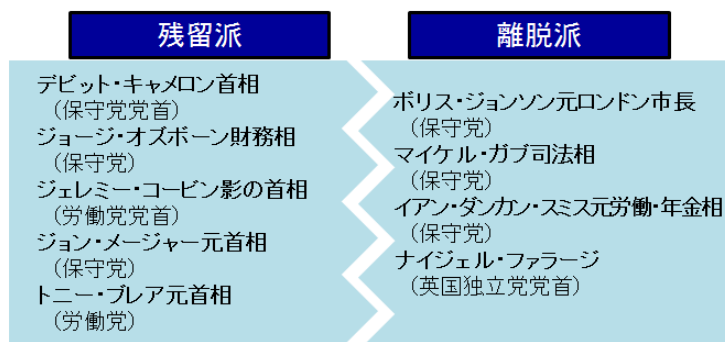 残留派
デビット・キャメロン首相
(保守党党首)
ジョージ・オズボーン財務相
(保守党)
ジェレミー・コービン影の首相
(労働党党首)
ジョン・メージャー元首相
(保守党)
トニー・ブレア元首相
(労働党)
離脱派
ボリス・ジョンソン元ロンドン市長
(保守党)
マイケル・ガブ司法相
(保守党)
イアン・ダンカン・スミス元労働・年金相
(保守党)
ナイジェル・ファラージ
(英国独立党党首)